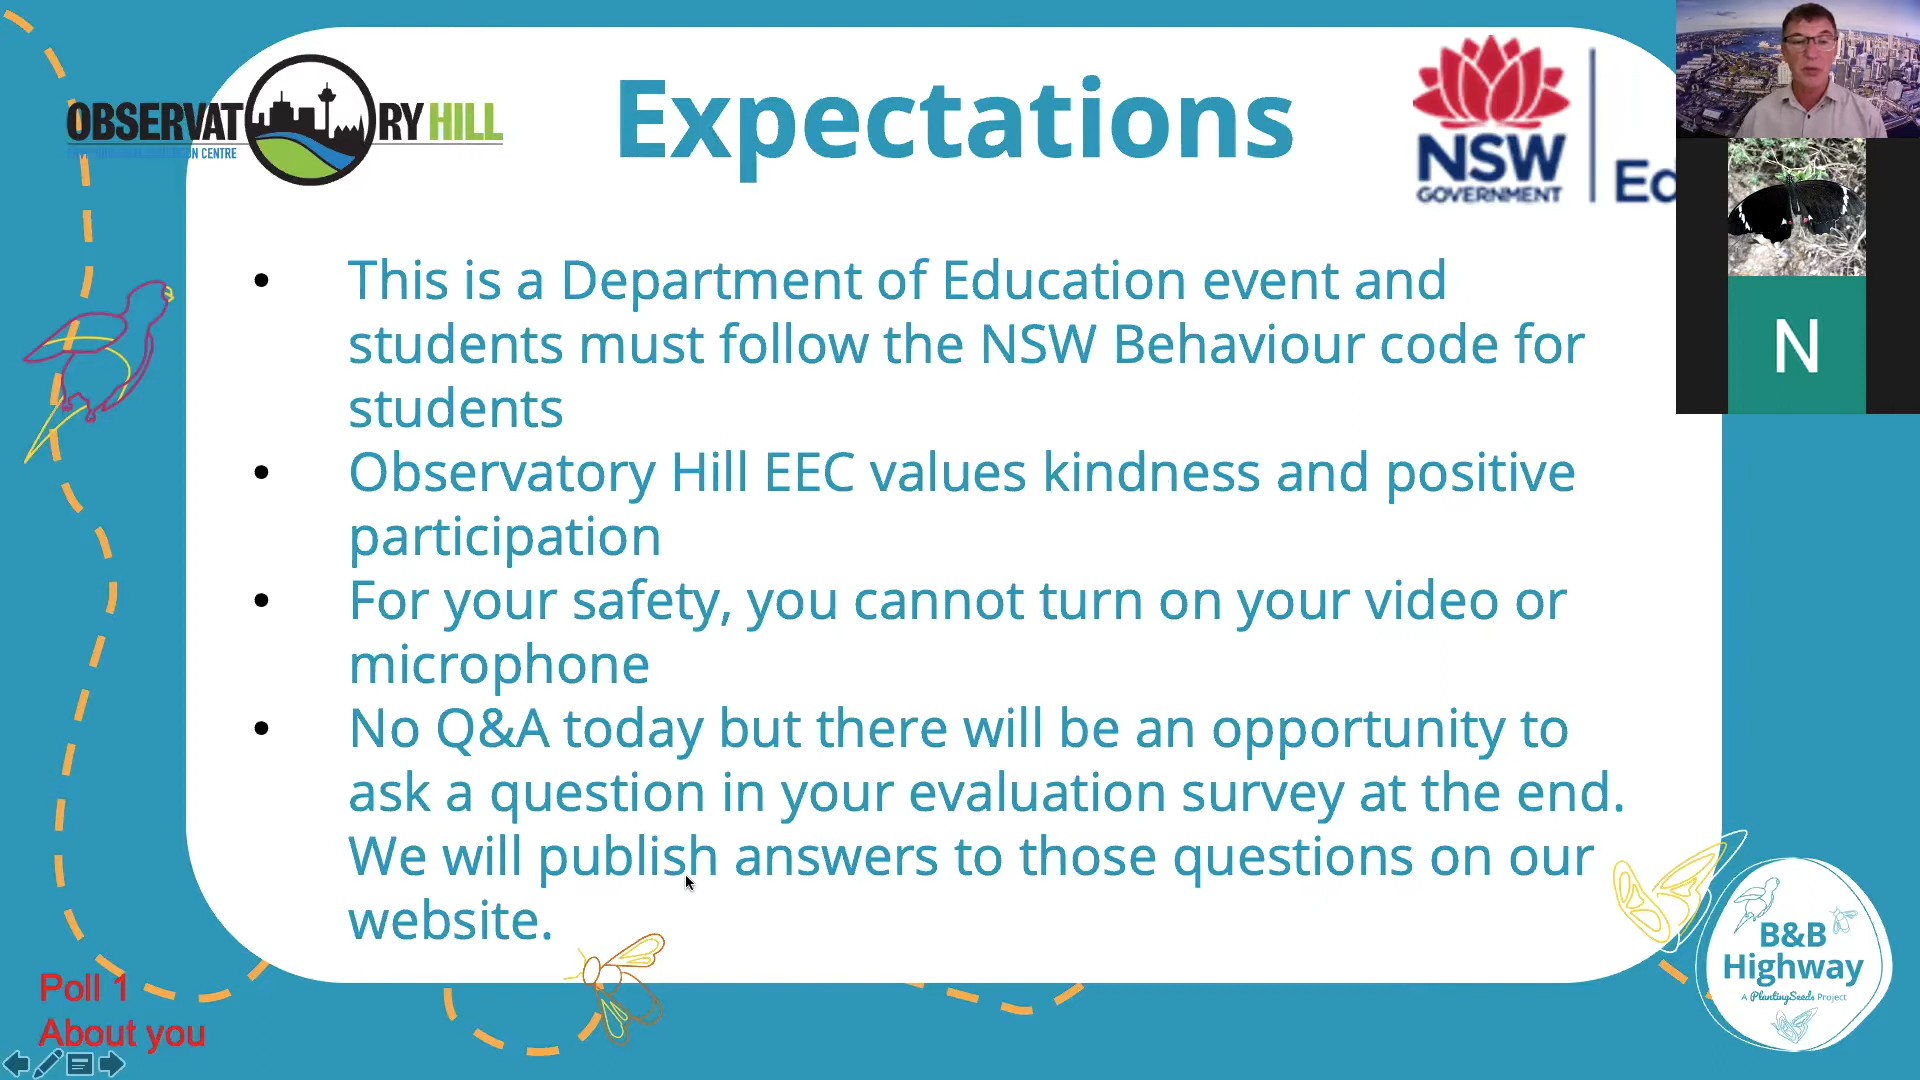 OBSERVATORY HILL
Expectations
NSW
GOVERNMENT
Ed
• This is a Department of Education event and
students must follow the NSW Behaviour code for
students
• Observatory Hill EEC values kindness and positive
participation
• For your safety, you cannot turn on your video or
microphone
• No Q&A today but there will be an opportunity to
ask a question in your evaluation survey at the end.
We will publish answers to those questions on our
website.
N
B&B
Highway
A PlantingSeeds Project
Poll 1
About you